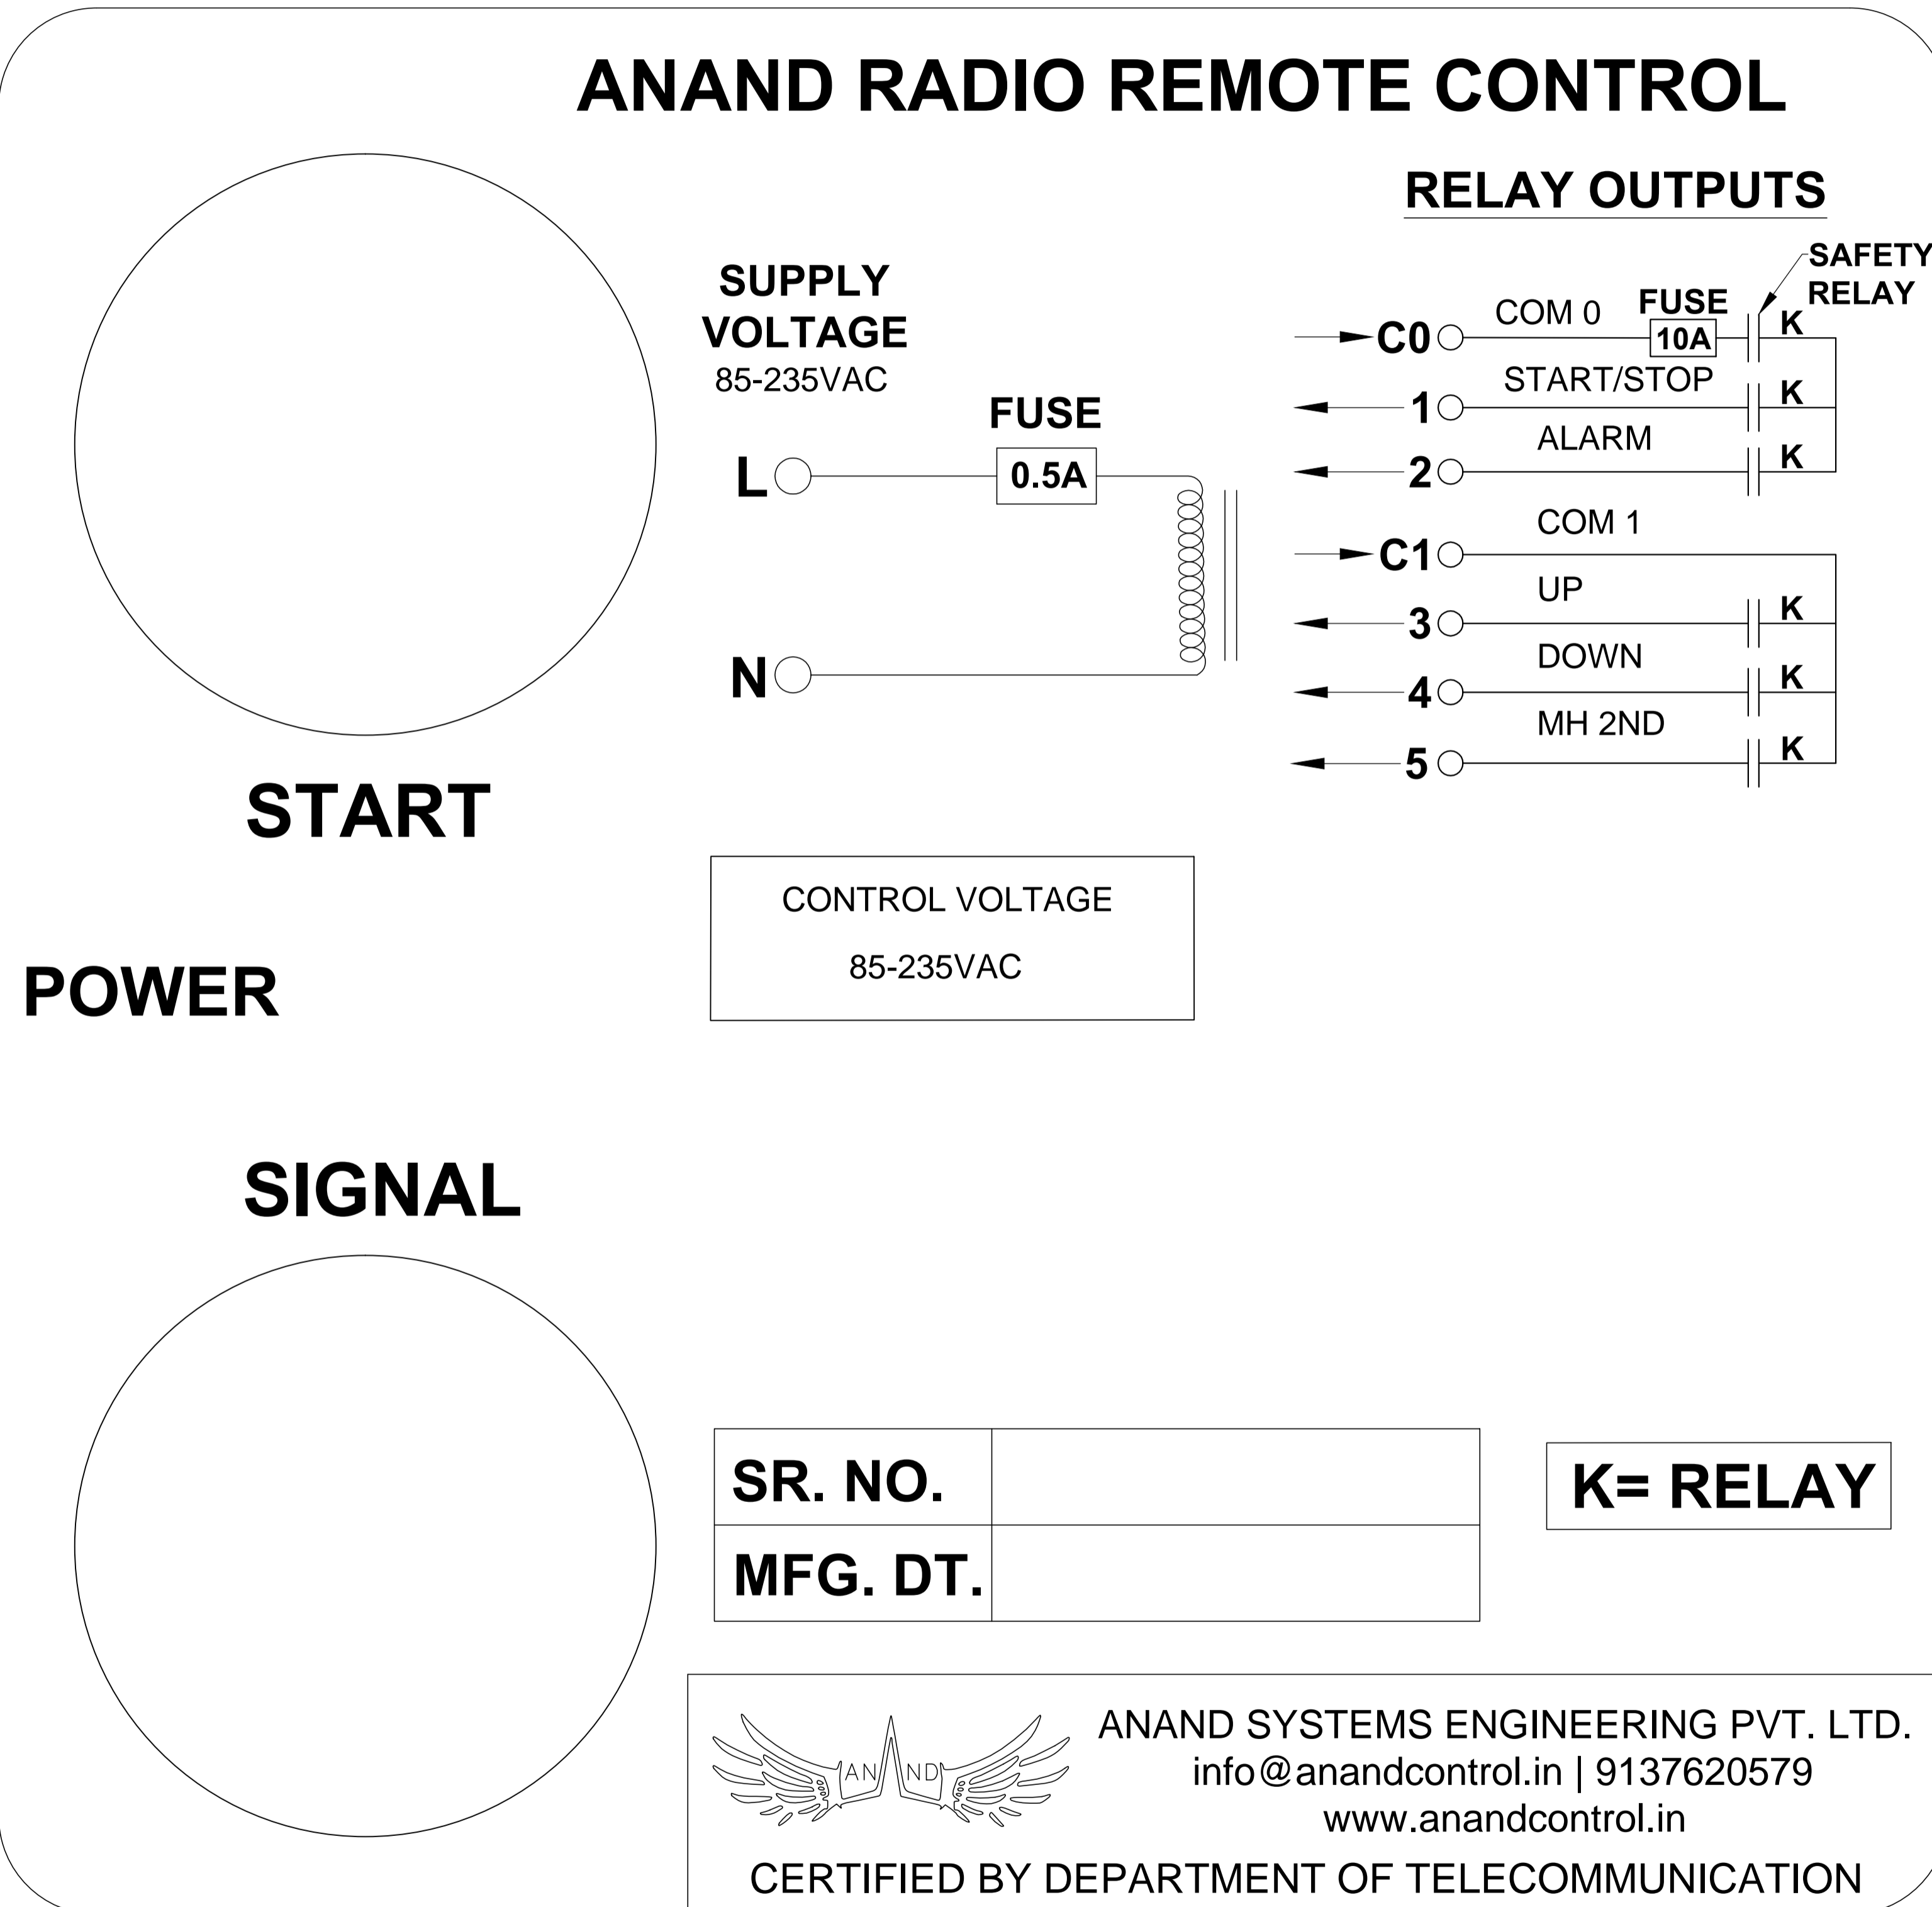 ANAND RADIO REMOTE CONTROL
RELAY OUTPUTS
SAFETY
RELAY
SUPPLY
VOLTAGE
85-235VAC
FUSE
0.5A
L
N
C0 COM 0 FUSE 10A K
1 START/STOP K
2 ALARM K
C1 COM 1
3 UP K
4 DOWN K
5 MH 2ND K
START
CONTROL VOLTAGE
85-235VAC
POWER
SIGNAL
SR. NO.
MFG. DT.
K= RELAY
AN ND
ANAND SYSTEMS ENGINEERING PVT. LTD.
info@anandcontrol.in | 9137620579
www.anandcontrol.in
CERTIFIED BY DEPARTMENT OF TELECOMMUNICATION